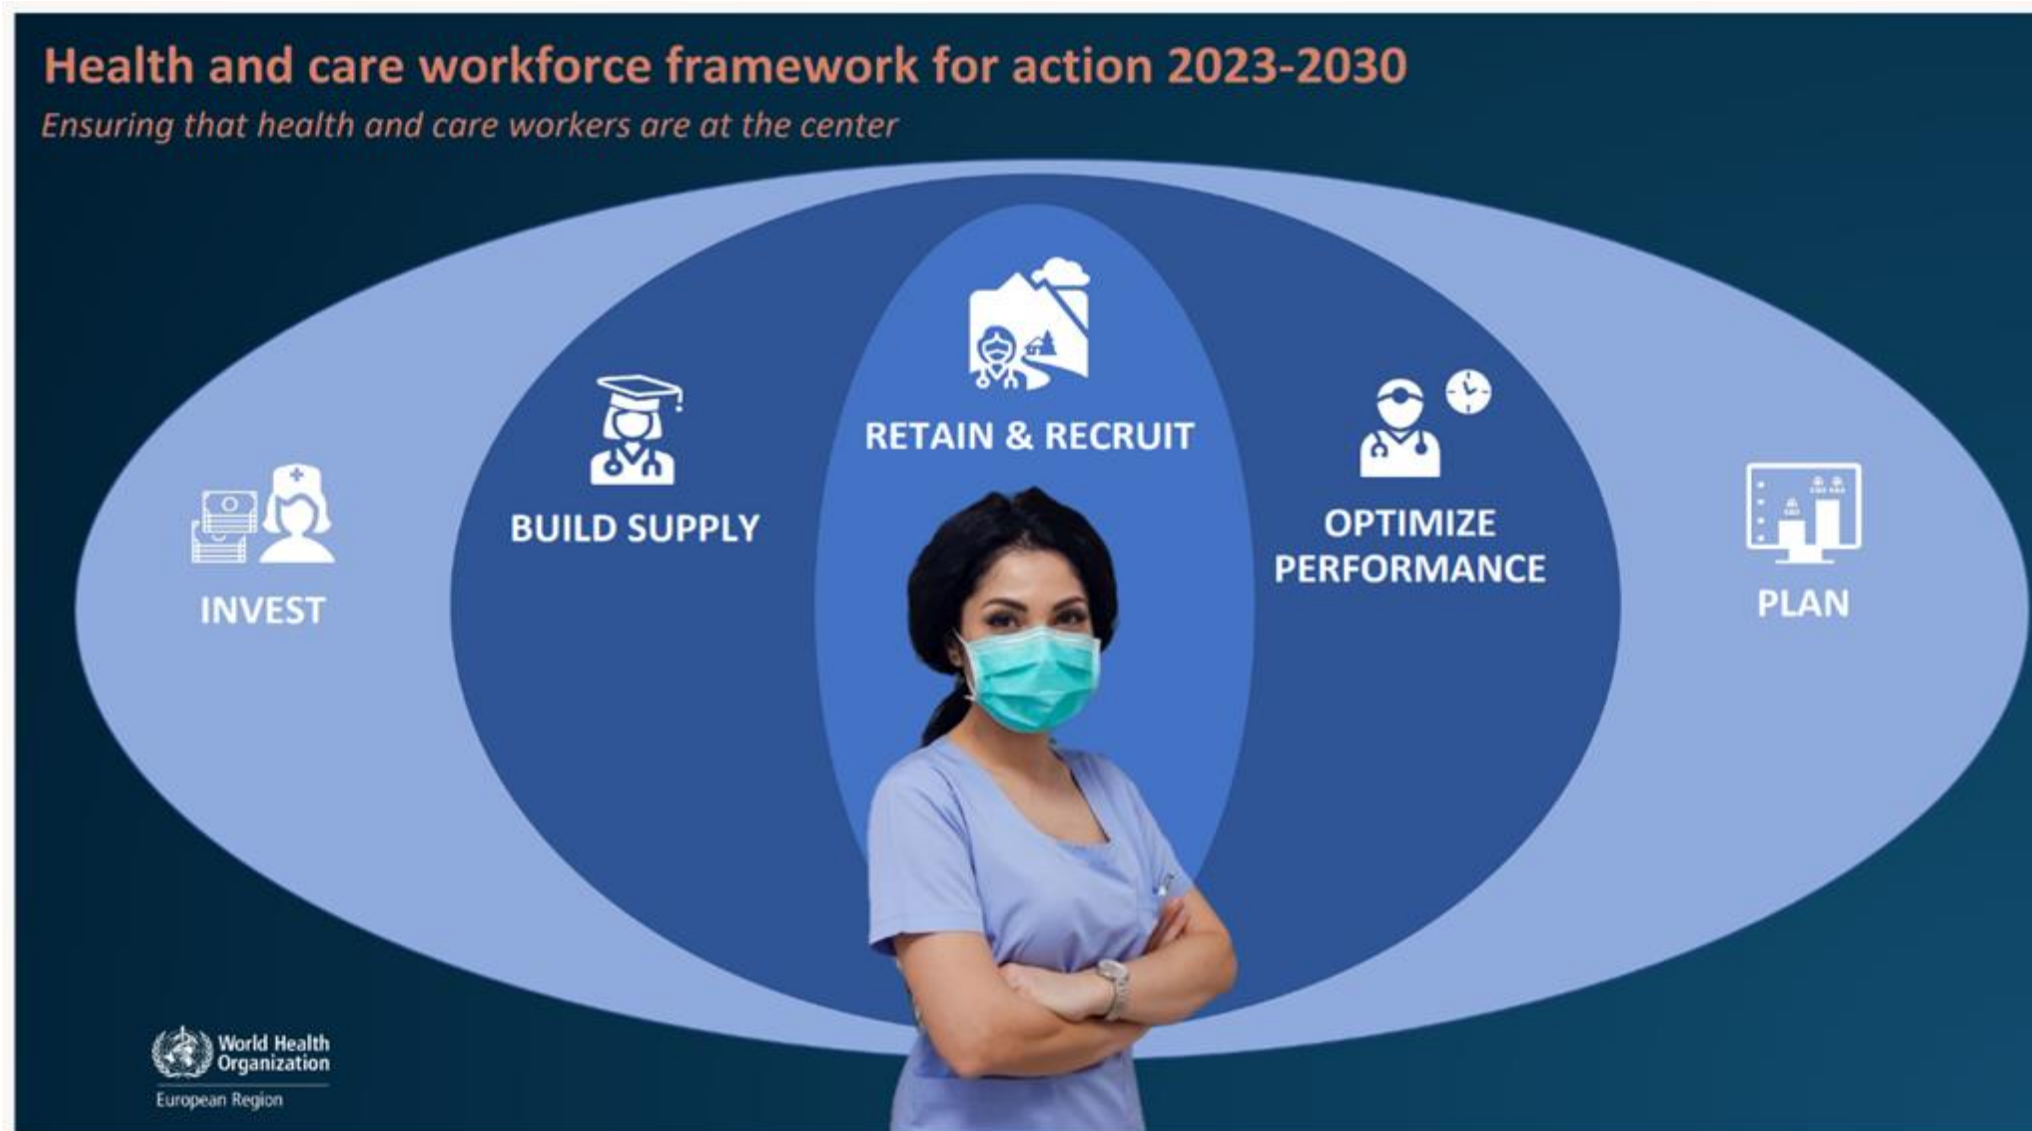 Health and care workforce framework for action 2023-2030
Ensuring that health and care workers are at the center
RETAIN & RECRUIT
BUILD SUPPLY
OPTIMIZE
PERFORMANCE
INVEST
PLAN
World Health
Organization
European Region